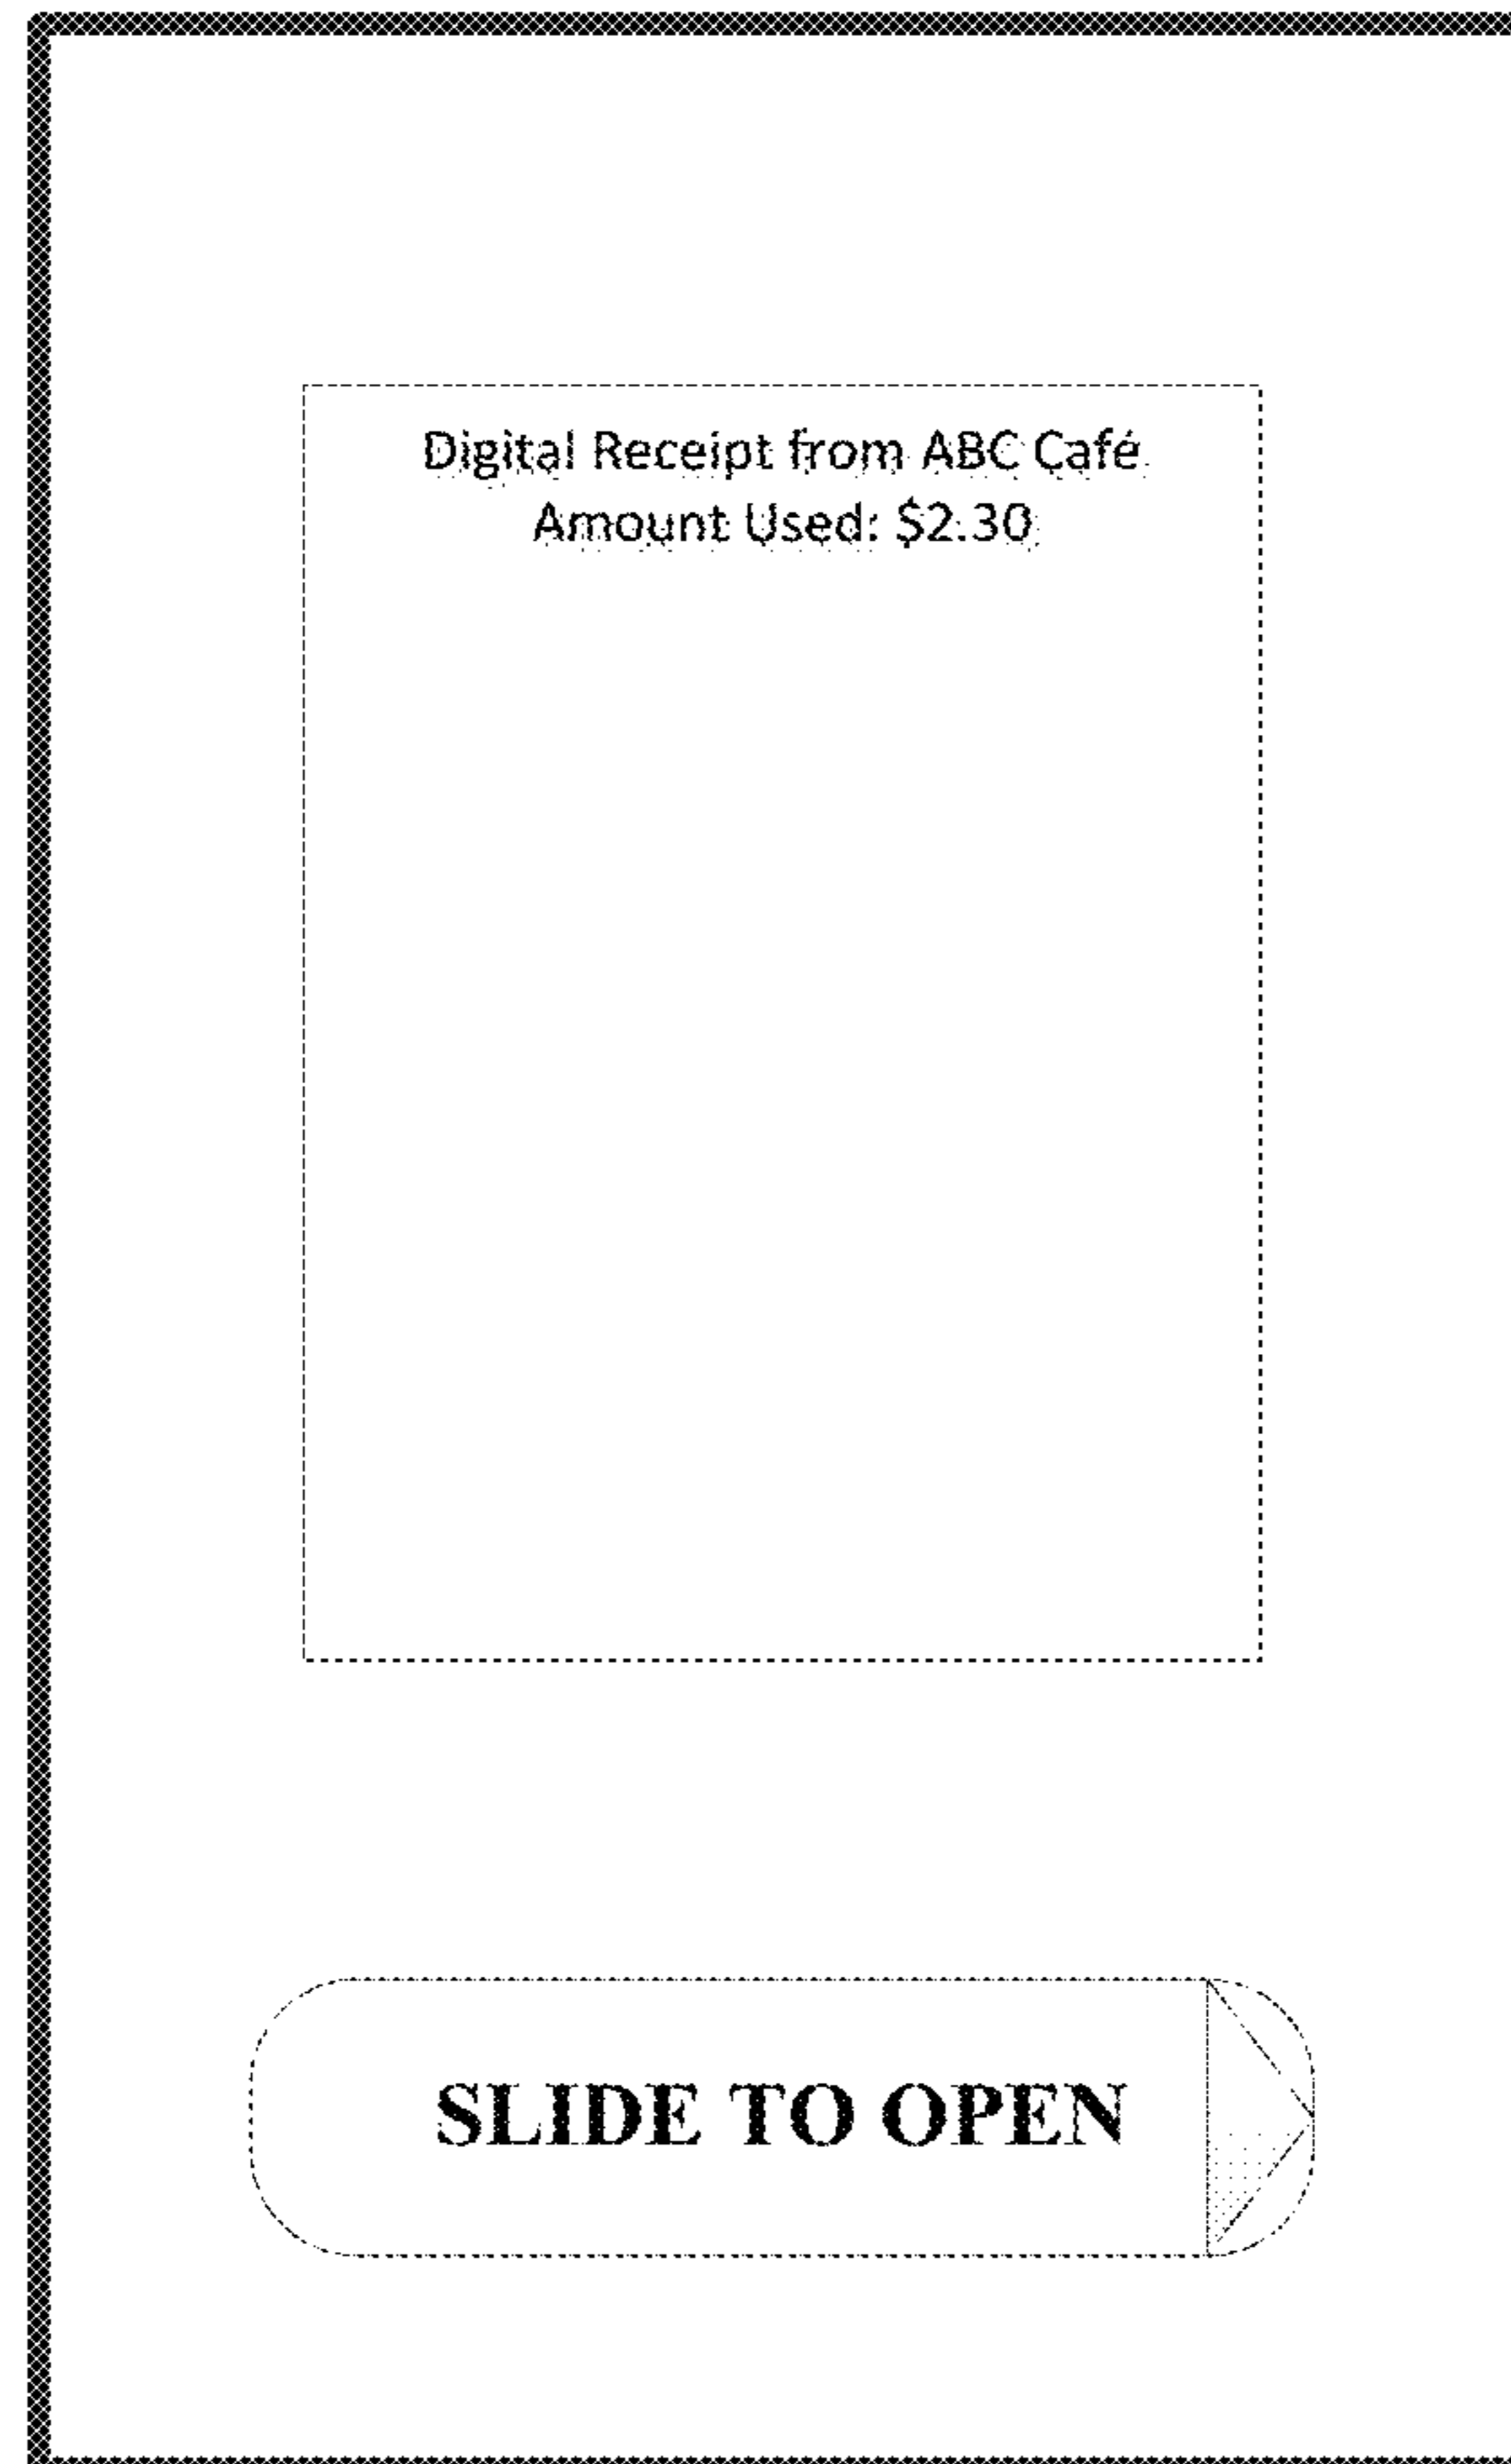 Digital Receipt from ABC Café
Amount Used: $2.30
SLIDE TO OPEN